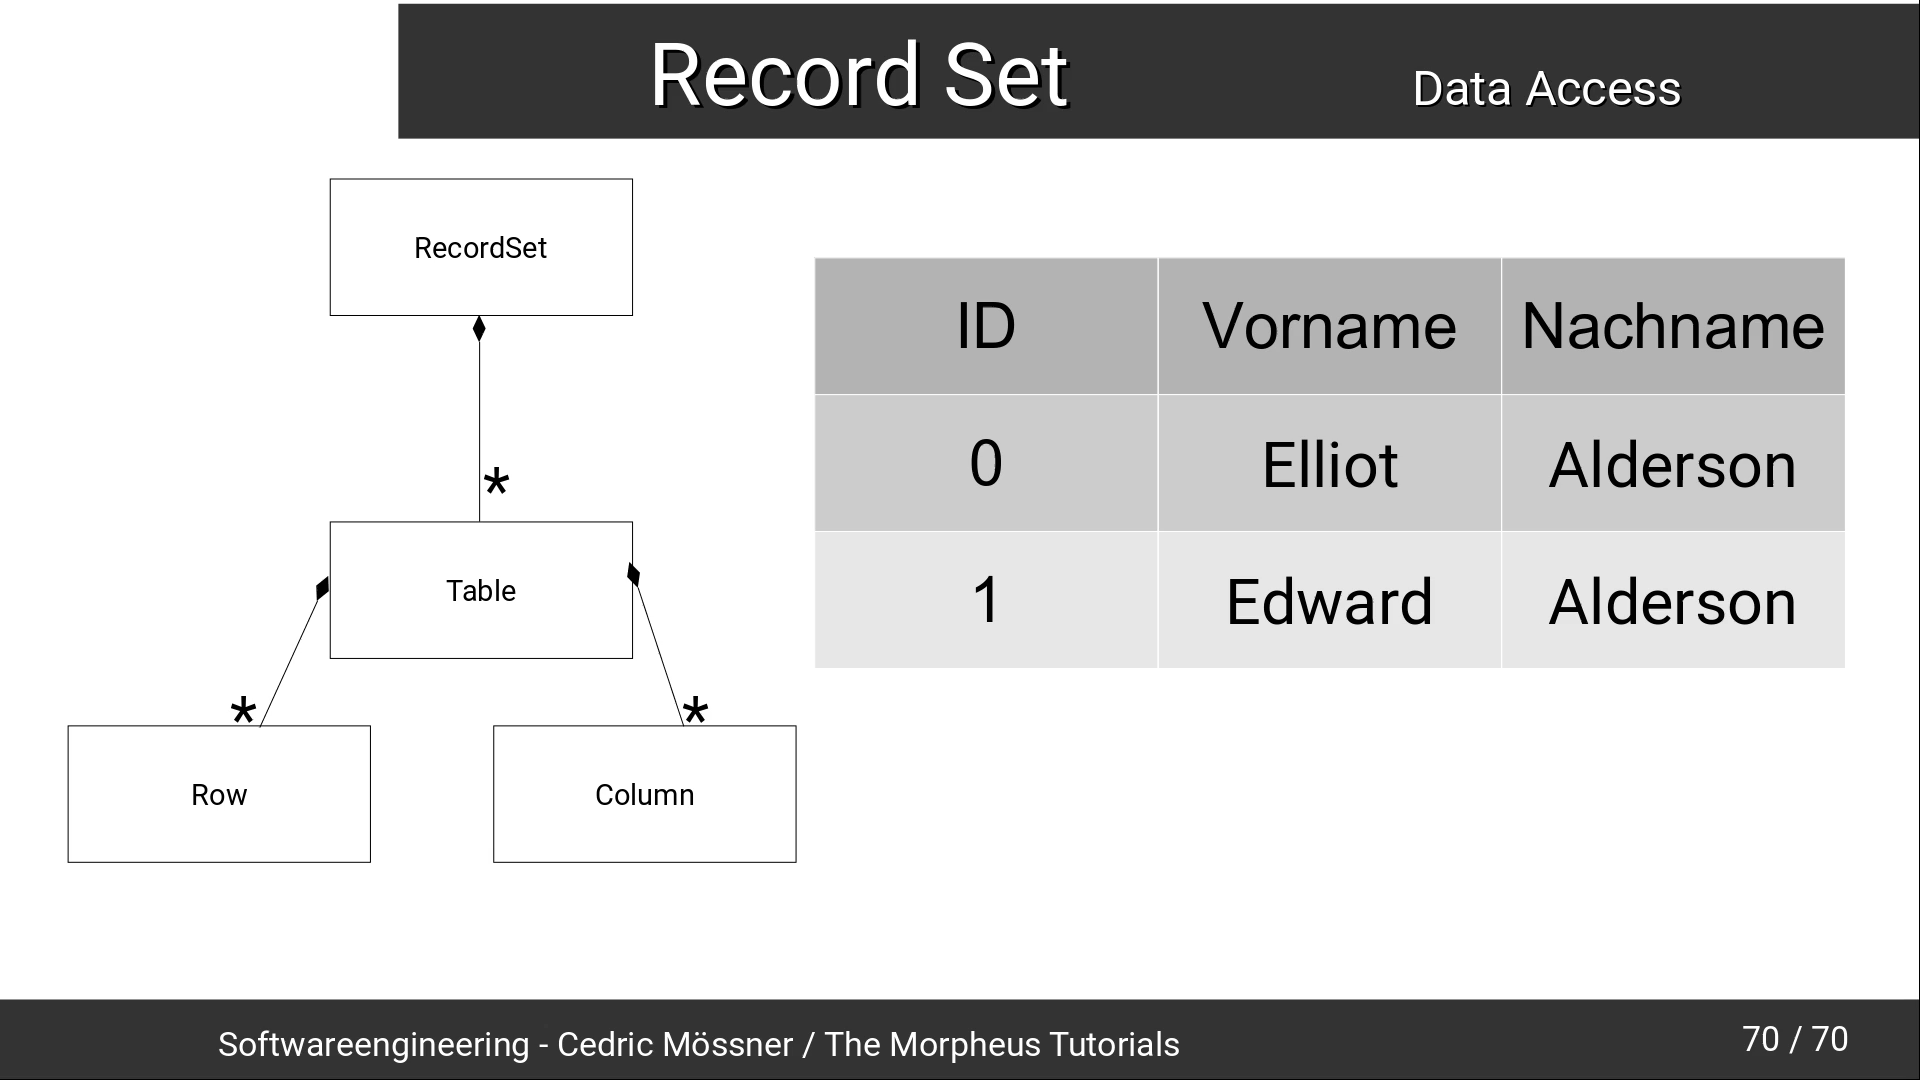 Record Set
Data Access
RecordSet
*
Table
*
*
Row
Column
ID Vorname Nachname
0 Elliot Alderson
1 Edward Alderson
Softwareengineering - Cedric Mössner / The Morpheus Tutorials
70 / 70